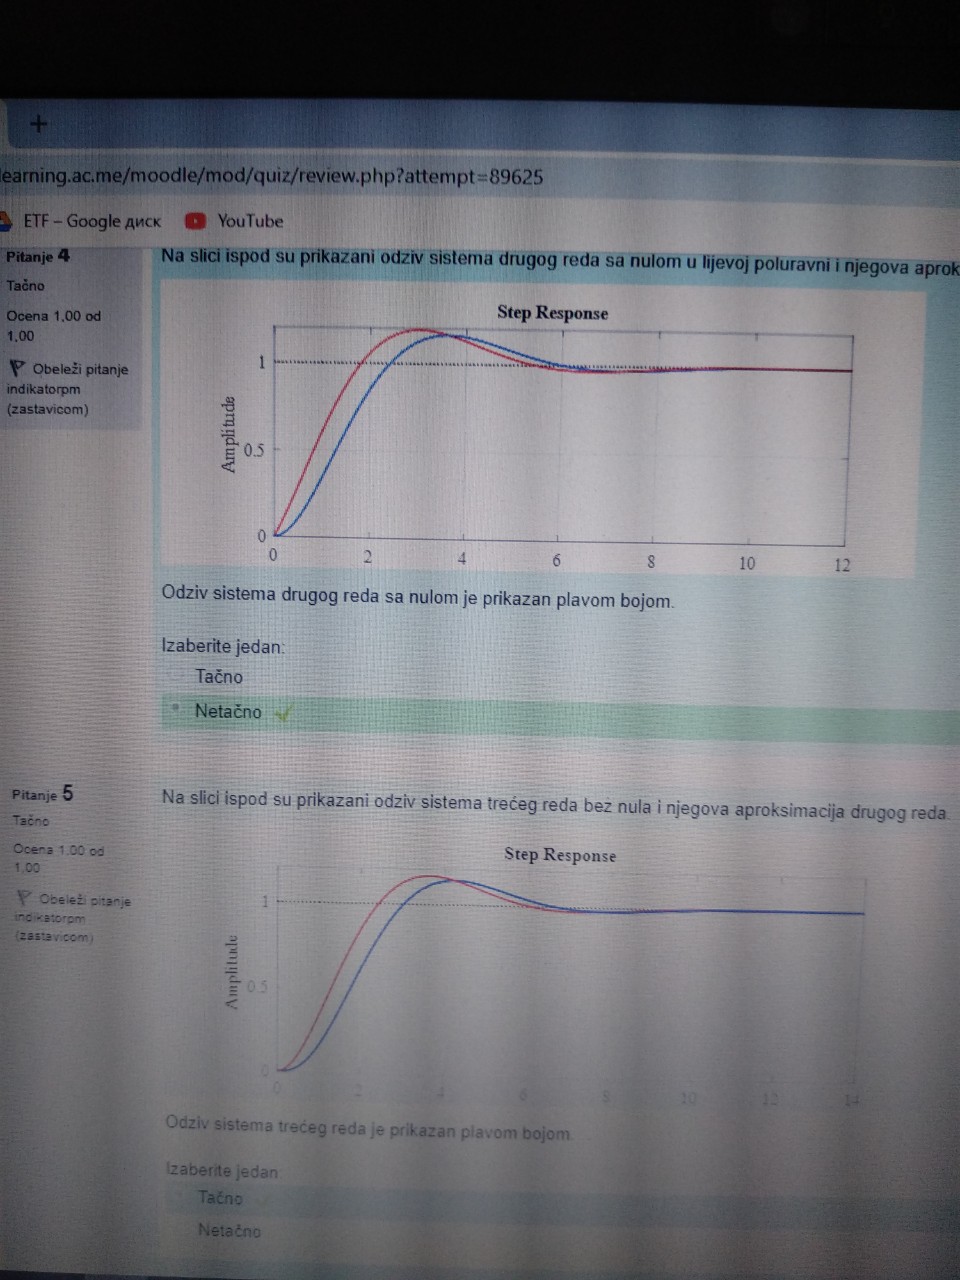 +
learning.ac.me/moodle/mod/quiz/review.php?attempt=89625
ETF – Google диск YouTube
Pitanje 4
Tačno
Ocena 1,00 od
1,00
Obeleži pitanje
indikatorpm
(zastavicom)
Na slici ispod su prikazani odziv sistema drugog reda sa nulom u lijevoj poluravni i njegova aprok
Step Response
Amplitude
1
0.5
0
0 2 4 6 8 10 12
Odziv sistema drugog reda sa nulom je prikazan plavom bojom.
Izaberite jedan:
Tačno
Netačno
Pitanje 5
Tačno
Ocena 1,00 od
1,00
Obeleži pitanje
indikatorpm
(zastavicom)
Na slici ispod su prikazani odziv sistema trećeg reda bez nula i njegova aproksimacija drugog reda.
Step Response
Amplitude
1
0.5
0
0 2 4 6 8 10 12 14
Odziv sistema trećeg reda je prikazan plavom bojom.
Izaberite jedan
Tačno
Netačno